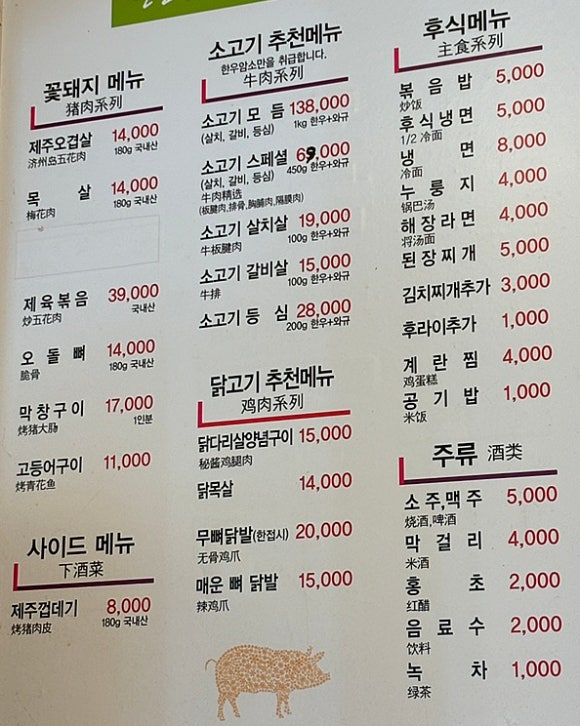 꽃돼지 메뉴
猪肉系列
제주오겹살 14,000
济州岛五花肉 180g 국내산
목 살 14,000
梅花肉 180g 국내산
제육볶음 39,000
炒五花肉 국내산
오 돌 뼈 14,000
脆骨 180g 국내산
막창구이 17,000
烤猪大肠 1인분
고등어구이 11,000
烤青花鱼
사이드 메뉴
下酒菜
제주껍데기 8,000
烤猪肉皮 180g 국내산
소고기 추천메뉴
한우암소만을 취급합니다.
牛肉系列
소고기 모 듬 138,000
(살치, 갈비, 등심) 1kg 한우+와규
소고기 스페셜 69,000
(살치, 갈비, 등심) 450g 한우+와규
牛肉精选
(板腱肉,排骨,胸脯肉,隔膜肉)
소고기 살치살 19,000
牛板腱肉 100g 한우+와규
소고기 갈비살 15,000
牛排 100g 한우+와규
소고기 등 심 28,000
200g 한우+와규
닭고기 추천메뉴
鸡肉系列
닭다리살양념구이 15,000
秘酱鸡腿肉
닭목살 14,000
무뼈닭발(한접시) 20,000
无骨鸡爪
매운 뼈 닭발 15,000
辣鸡爪
후식메뉴
主食系列
볶 음 밥 5,000
炒饭
후식냉면 5,000
1/2 冷面
냉 면 8,000
冷面
누 룽 지 4,000
锅巴汤
해장라면 4,000
将汤面
된장찌개 5,000
김치찌개추가 3,000
후라이추가 1,000
계 란 찜 4,000
鸡蛋糕
공 기 밥 1,000
米饭
주류 酒类
소 주,맥 주 5,000
烧酒,啤酒
막 걸 리 4,000
米酒
홍 초 2,000
红醋
음 료 수 2,000
饮料
녹 차 1,000
绿茶